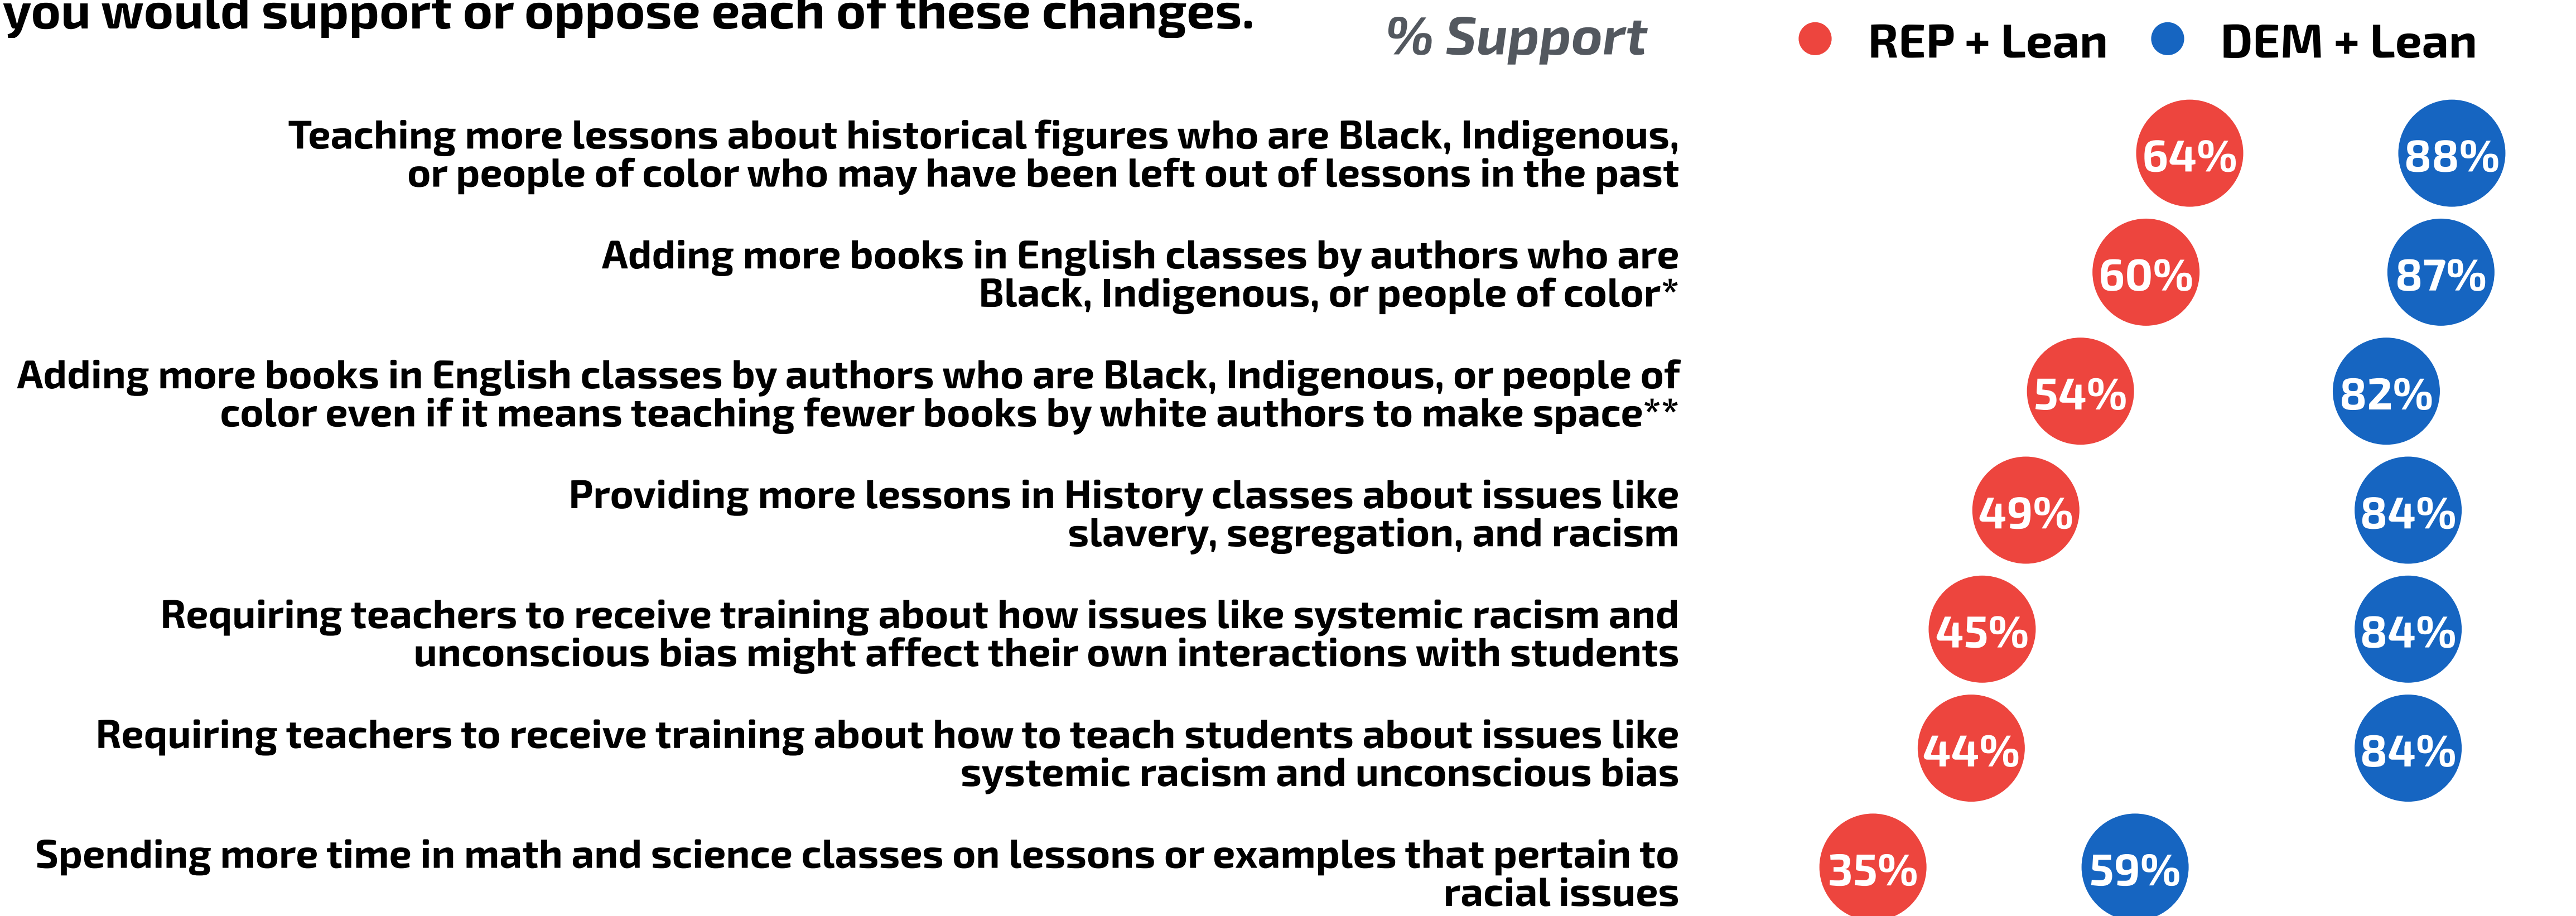 you would support or oppose each of these changes.
% Support
REP + Lean
DEM + Lean
Teaching more lessons about historical figures who are Black, Indigenous,
or people of color who may have been left out of lessons in the past
64%
88%
Adding more books in English classes by authors who are
Black, Indigenous, or people of color*
60%
87%
Adding more books in English classes by authors who are Black, Indigenous, or people of
color even if it means teaching fewer books by white authors to make space**
54%
82%
Providing more lessons in History classes about issues like
slavery, segregation, and racism
49%
84%
Requiring teachers to receive training about how issues like systemic racism and
unconscious bias might affect their own interactions with students
45%
84%
Requiring teachers to receive training about how to teach students about issues like
systemic racism and unconscious bias
44%
84%
Spending more time in math and science classes on lessons or examples that pertain to
racial issues
35%
59%